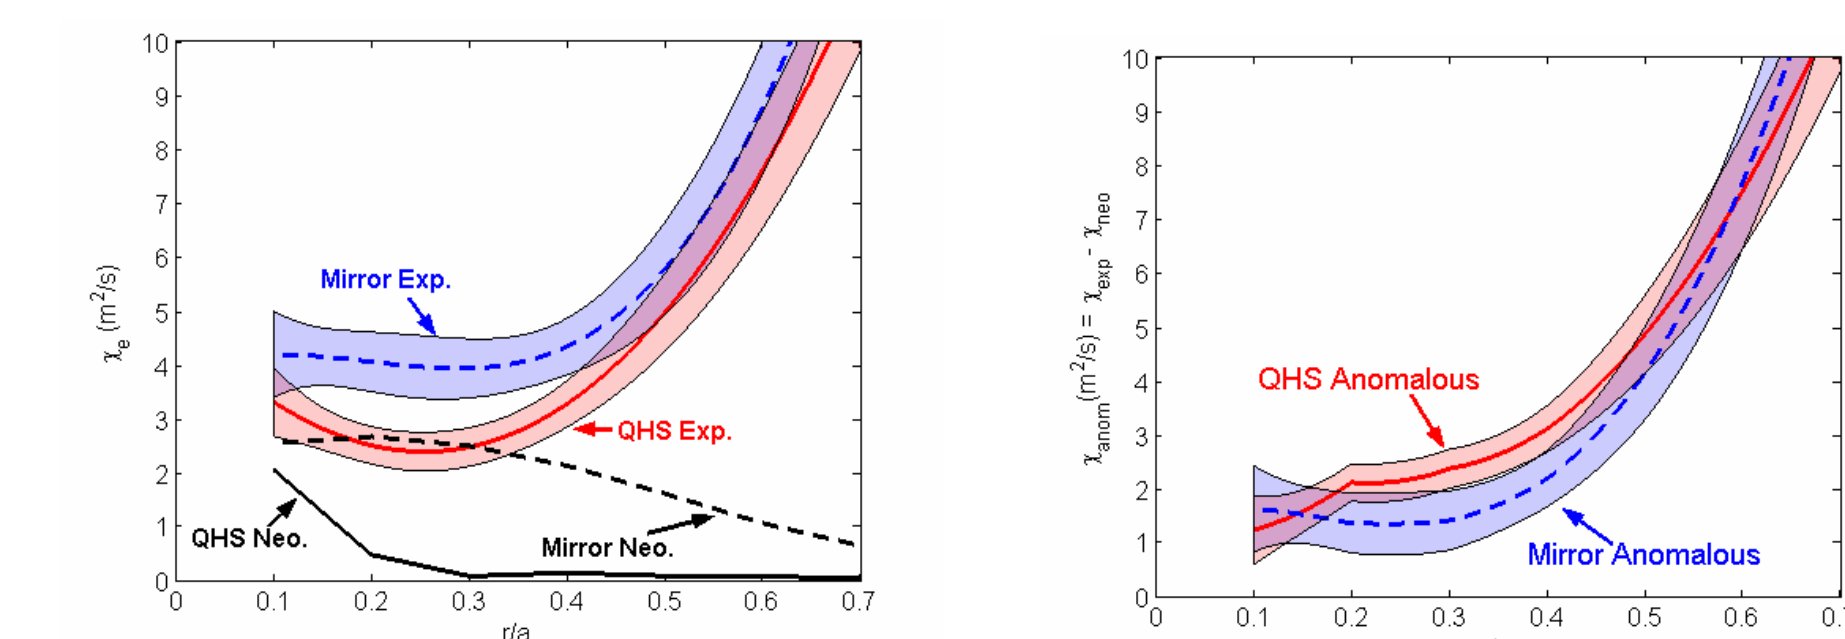 10
9
8
7
6
5
4
3
2
1
0
χe (m²/s)
Mirror Exp.
QHS Exp.
QHS Neo.
Mirror Neo.
0 0.1 0.2 0.3 0.4 0.5 0.6 0.7
r/a
10
9
8
7
6
5
4
3
2
1
0
χanom(m²/s) = χexp - χneo
QHS Anomalous
Mirror Anomalous
0 0.1 0.2 0.3 0.4 0.5 0.6 0.